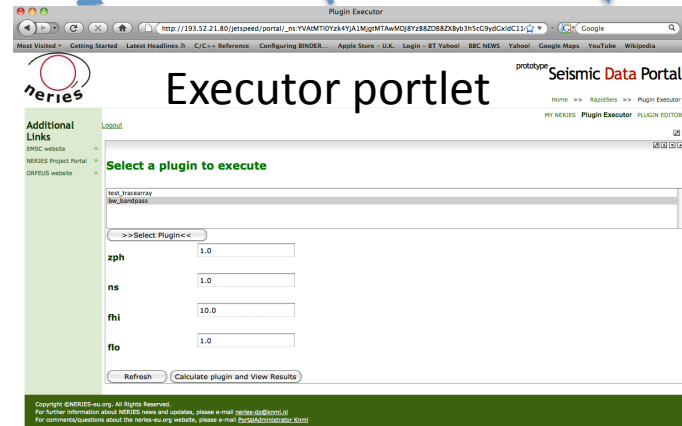 Plugin Executor
http://193.52.21.80/jetspeed/portal/_ns:
Google
Most Visited Getting Started Latest Headlines C/C++ Reference Configuring BINDER... Apple Store – U.K. Login – BT Yahoo! BBC NEWS Yahoo! Google Maps YouTube Wikipedia
neries
Executor portlet
prototype Seismic Data Portal
Home >> RapidSeis >> Plugin Executor
MY NERIES Plugin Executor PLUGIN EDITOR
Additional Links
Logout
EMSC website »
NERIES Project Portal »
ORFEUS website »
Select a plugin to execute
test_tracearray
bw_bandpass
>>Select Plugin<<
zph 1.0
ns 1.0
fhi 10.0
flo 1.0
Refresh Calculate plugin and View Results
Copyright ©NERIES-eu.org. All Rights Reserved.
For further information about NERIES news and updates, please e-mail neries-dp@knmi.nl
For comments/questions about the neries-eu.org website, please e-mail PortalAdministrator Knmi